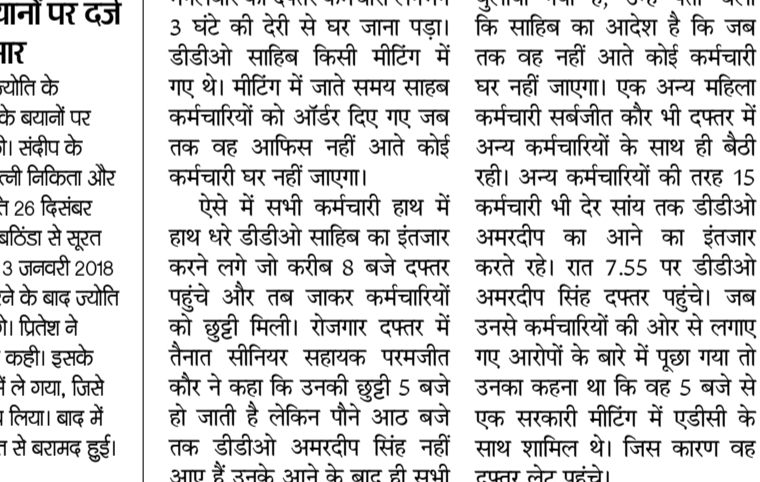 यानों पर दर्ज
ज्योति के
के बयानों पर
संदीप के
निकिता और
26 दिसंबर
बठिंडा से सूरत
3 जनवरी 2018
के बाद ज्योति
प्रितेश ने
कही। इसके
ले गया, जिसे
लिया। बाद में
से बरामद हुई।
3 घंटे की देरी से घर जाना पड़ा।
डीडीओ साहिब किसी मीटिंग में
गए थे। मीटिंग में जाते समय साहब
कर्मचारियों को ऑर्डर दिए गए जब
तक वह आफिस नहीं आते कोई
कर्मचारी घर नहीं जाएगा।
ऐसे में सभी कर्मचारी हाथ में
हाथ धरे डीडीओ साहिब का इंतजार
करने लगे जो करीब 8 बजे दफ्तर
पहुंचे और तब जाकर कर्मचारियों
को छुट्टी मिली। रोजगार दफ्तर में
तैनात सीनियर सहायक परमजीत
कौर ने कहा कि उनकी छुट्टी 5 बजे
हो जाती है लेकिन पौने आठ बजे
तक डीडीओ अमरदीप सिंह नहीं
आए हैं उनके आने के बाद ही सभी
कि साहिब का आदेश है कि जब
तक वह नहीं आते कोई कर्मचारी
घर नहीं जाएगा। एक अन्य महिला
कर्मचारी सर्बजीत कौर भी दफ्तर में
अन्य कर्मचारियों के साथ ही बैठी
रही। अन्य कर्मचारियों की तरह 15
कर्मचारी भी देर सांय तक डीडीओ
अमरदीप का आने का इंतजार
करते रहे। रात 7.55 पर डीडीओ
अमरदीप सिंह दफ्तर पहुंचे। जब
उनसे कर्मचारियों की ओर से लगाए
गए आरोपों के बारे में पूछा गया तो
उनका कहना था कि वह 5 बजे से
एक सरकारी मीटिंग में एडीसी के
साथ शामिल थे। जिस कारण वह
दफ्तर लेट पहुंचे।